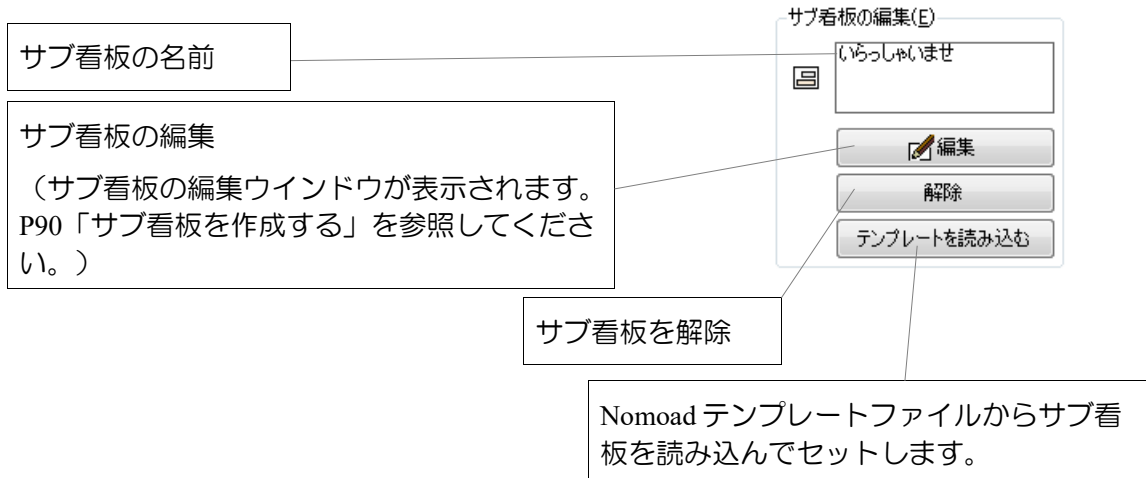 サブ看板の編集(E)
サブ看板の名前
いらっしゃいませ
サブ看板の編集
（サブ看板の編集ウインドウが表示されます。
P90「サブ看板を作成する」を参照してくださ
い。）
編集
解除
テンプレートを読み込む
サブ看板を解除
Nomoad テンプレートファイルからサブ看
板を読み込んでセットします。